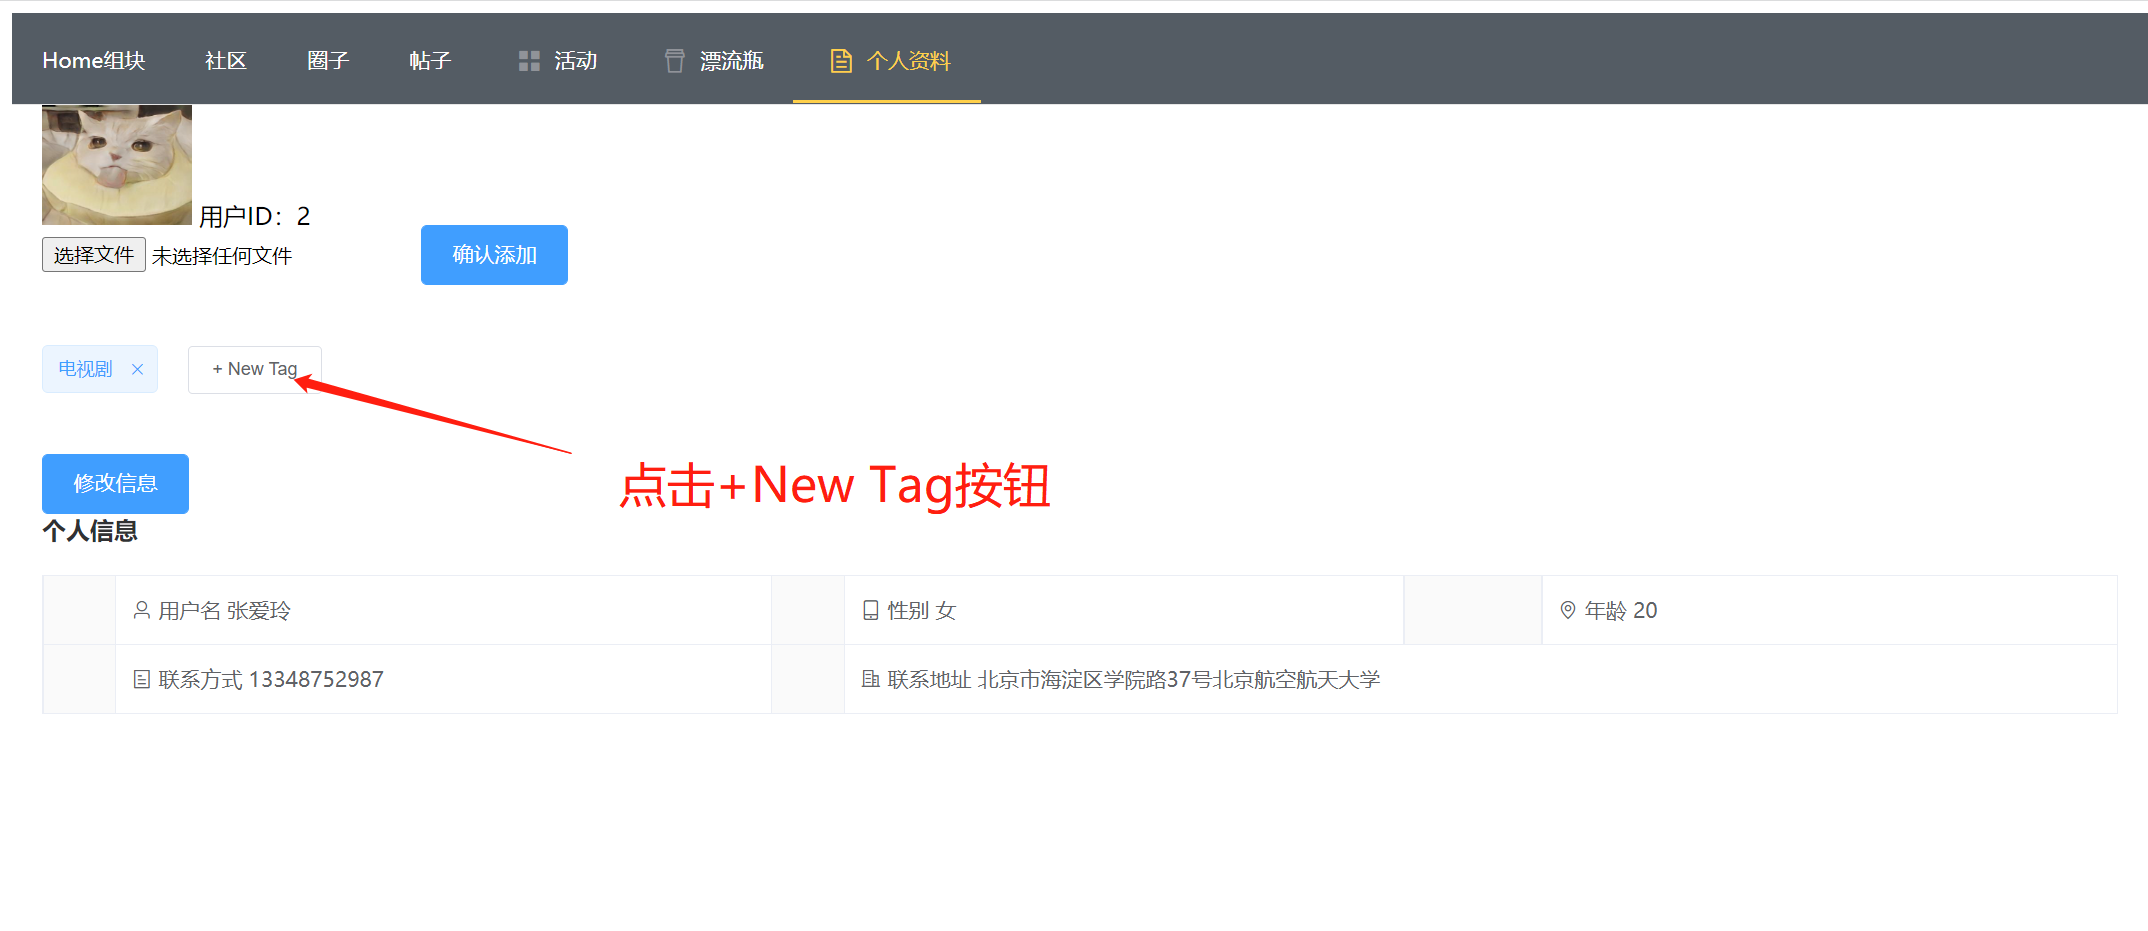 Home组块 社区 圈子 帖子 活动 漂流瓶 个人资料
用户ID：2
选择文件 未选择任何文件 确认添加
电视剧 + New Tag
点击+New Tag按钮
修改信息
个人信息
用户名 张爱玲 性别 女 年龄 20
联系方式 13348752987 联系地址 北京市海淀区学院路37号北京航空航天大学